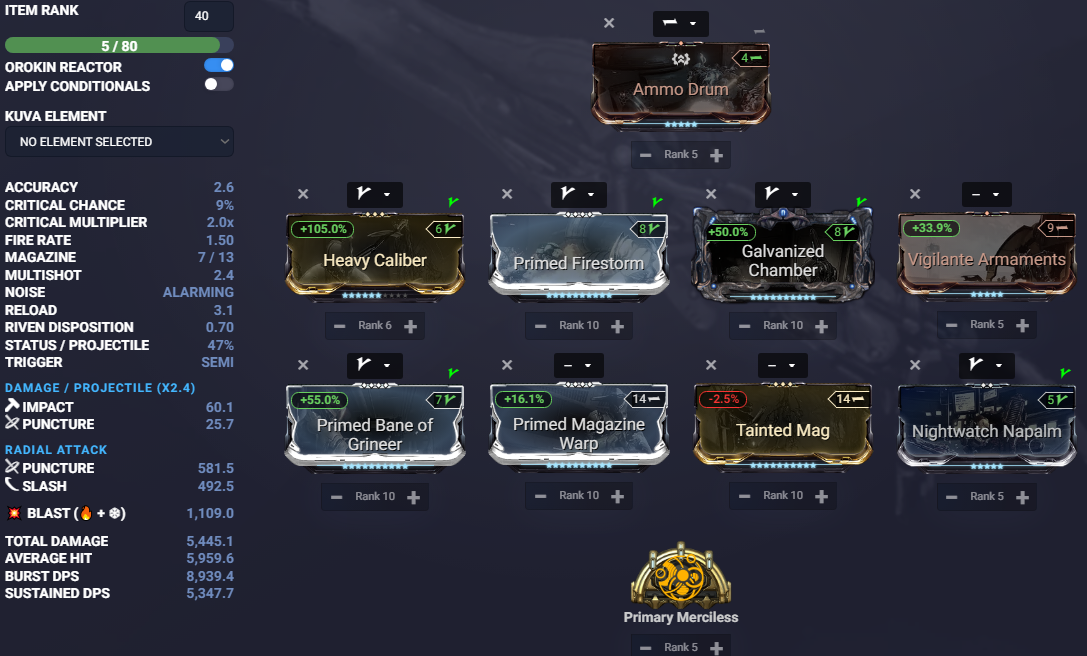 ITEM RANK
40
5 / 80
OROKIN REACTOR
APPLY CONDITIONALS
KUVA ELEMENT
NO ELEMENT SELECTED
ACCURACY 2.6
CRITICAL CHANCE 9%
CRITICAL MULTIPLIER 2.0x
FIRE RATE 1.50
MAGAZINE 7 / 13
MULTISHOT 2.4
NOISE ALARMING
RELOAD 3.1
RIVEN DISPOSITION 0.70
STATUS / PROJECTILE 47%
TRIGGER SEMI
DAMAGE / PROJECTILE (X2.4)
IMPACT 60.1
PUNCTURE 25.7
RADIAL ATTACK
PUNCTURE 581.5
SLASH 492.5
BLAST (🔥 + ❄) 1,109.0
TOTAL DAMAGE 5,445.1
AVERAGE HIT 5,959.6
BURST DPS 8,939.4
SUSTAINED DPS 5,347.7
4
Ammo Drum
Rank 5
+105.0% 6
Heavy Caliber
Rank 6
8
Primed Firestorm
Rank 10
+50.0% 8
Galvanized
Chamber
Rank 10
+33.9% 9
Vigilante Armaments
Rank 5
+55.0% 7
Primed Bane of
Grineer
Rank 10
+16.1% 14
Primed Magazine
Warp
Rank 10
-2.5% 14
Tainted Mag
Rank 10
5
Nightwatch Napalm
Rank 5
Primary Merciless
Rank 5